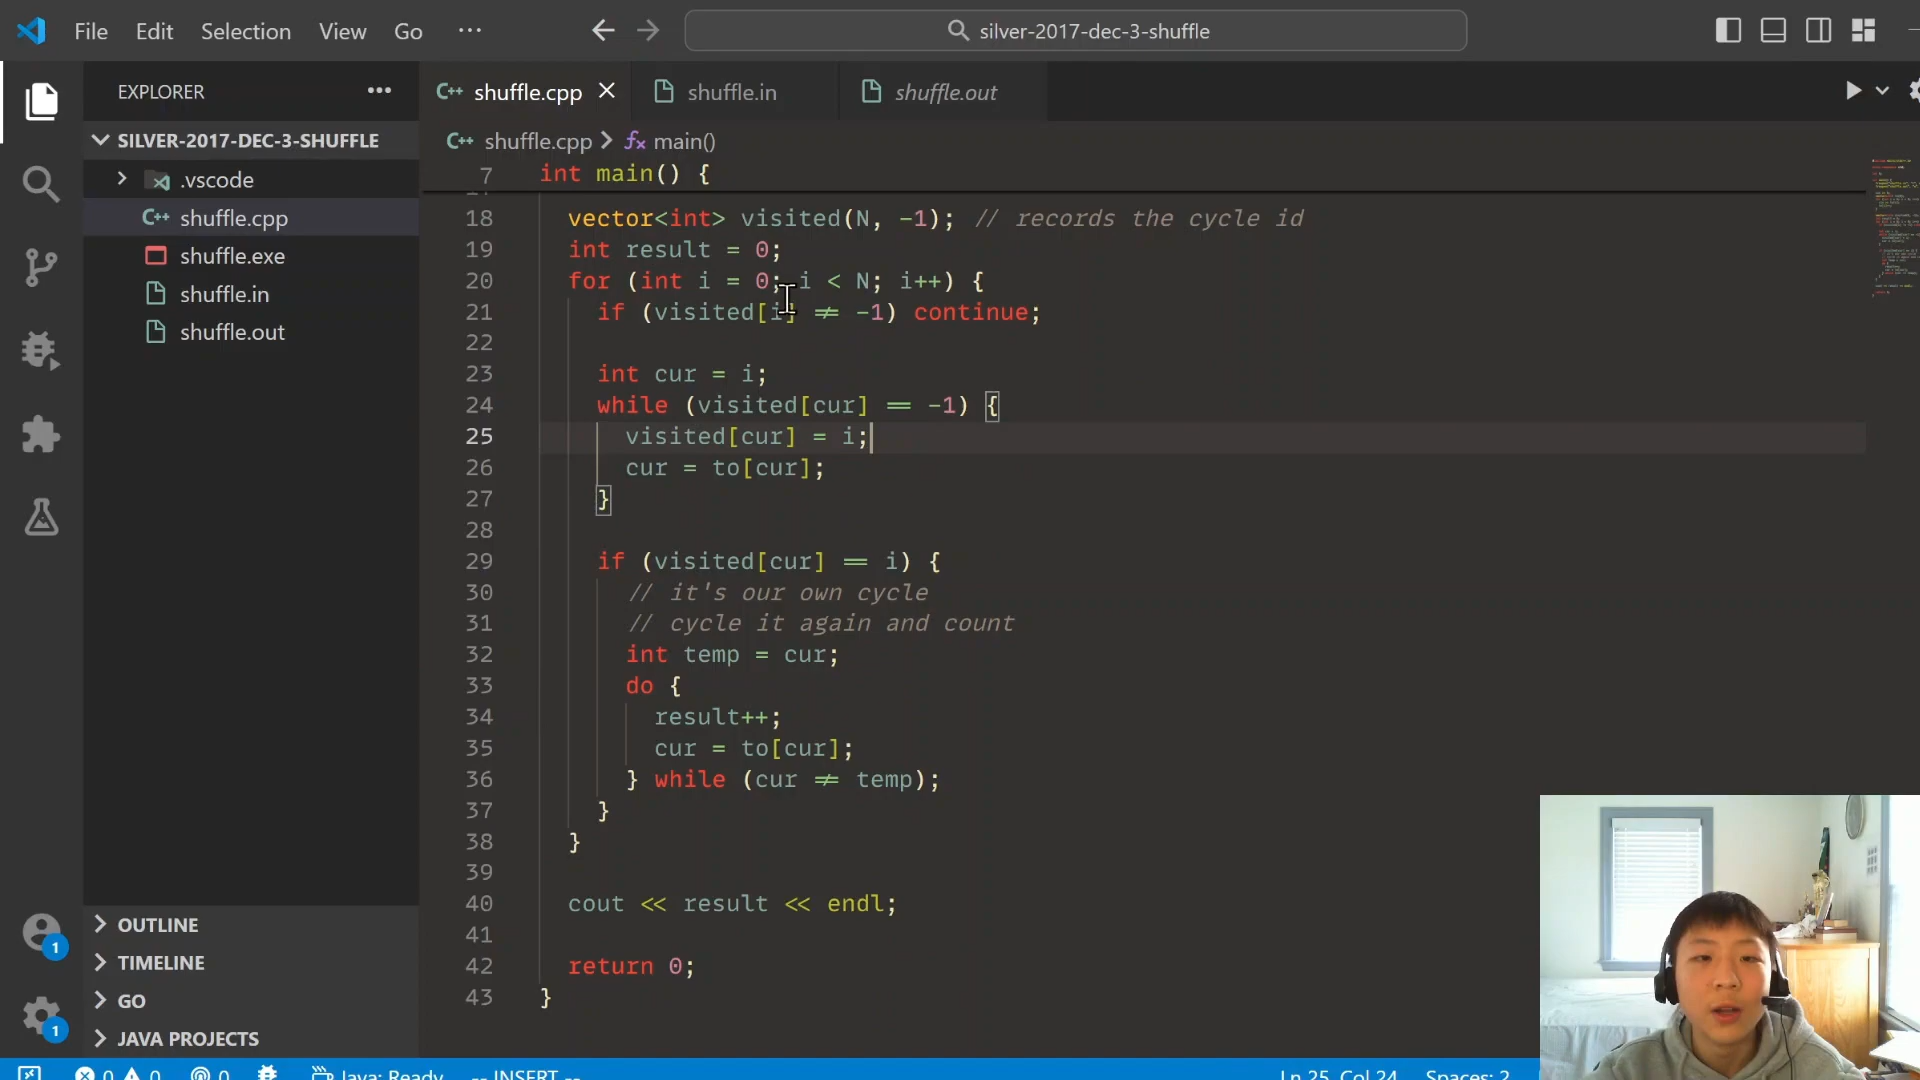 File Edit Selection View Go ··· silver-2017-dec-3-shuffle
EXPLORER ···
SILVER-2017-DEC-3-SHUFFLE
.vscode
C++ shuffle.cpp
shuffle.exe
shuffle.in
shuffle.out
OUTLINE
TIMELINE
GO
JAVA PROJECTS
1
1
C++ shuffle.cpp × shuffle.in shuffle.out
C++ shuffle.cpp > main()
7 int main() {
18 vector<int> visited(N, -1); // records the cycle id
19 int result = 0;
20 for (int i = 0; i < N; i++) {
21 if (visited[i] ≠ -1) continue;
22
23 int cur = i;
24 while (visited[cur] == -1) {
25 visited[cur] = i;
26 cur = to[cur];
27 }
28
29 if (visited[cur] == i) {
30 // it's our own cycle
31 // cycle it again and count
32 int temp = cur;
33 do {
34 result++;
35 cur = to[cur];
36 } while (cur ≠ temp);
37 }
38 }
39
40 cout << result << endl;
41
42 return 0;
43 }
0 0 0 Java: Ready -- INSERT -- Ln 25, Col 24 Spaces: 2